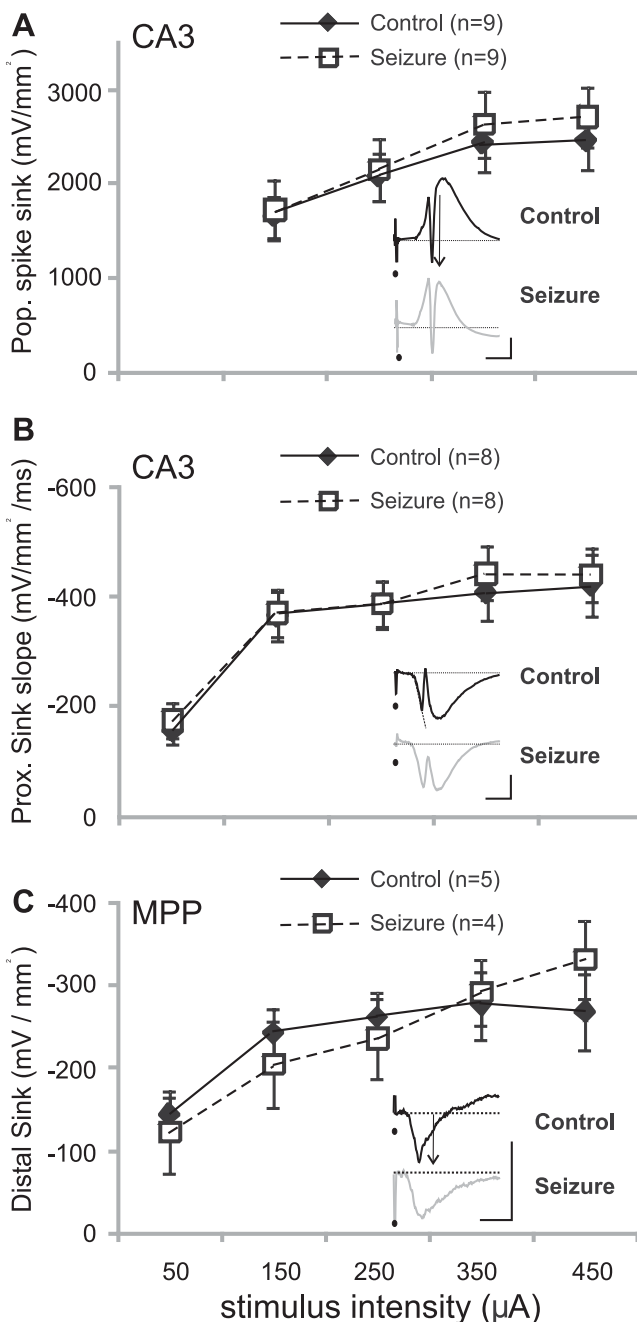 A
CA3
Control (n=9)
Seizure (n=9)
Pop. spike sink (mV/mm²)
3000
2000
1000
0
Control
Seizure
B
CA3
Control (n=8)
Seizure (n=8)
Prox. Sink slope (mV/mm²/ms)
-600
-400
-200
0
Control
Seizure
C
MPP
Control (n=5)
Seizure (n=4)
Distal Sink (mV / mm²)
-400
-300
-200
-100
0
Control
Seizure
50 150 250 350 450
stimulus intensity (µA)